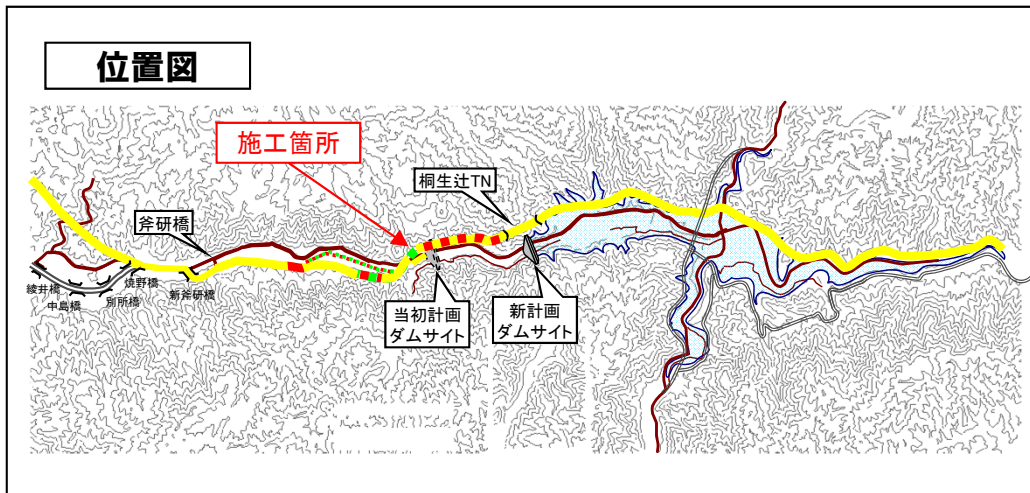 位置図
施工箇所
桐生辻TN
斧研橋
綾井橋
中島橋
別所橋
焼野橋
新斧研橋
当初計画
ダムサイト
新計画
ダムサイト